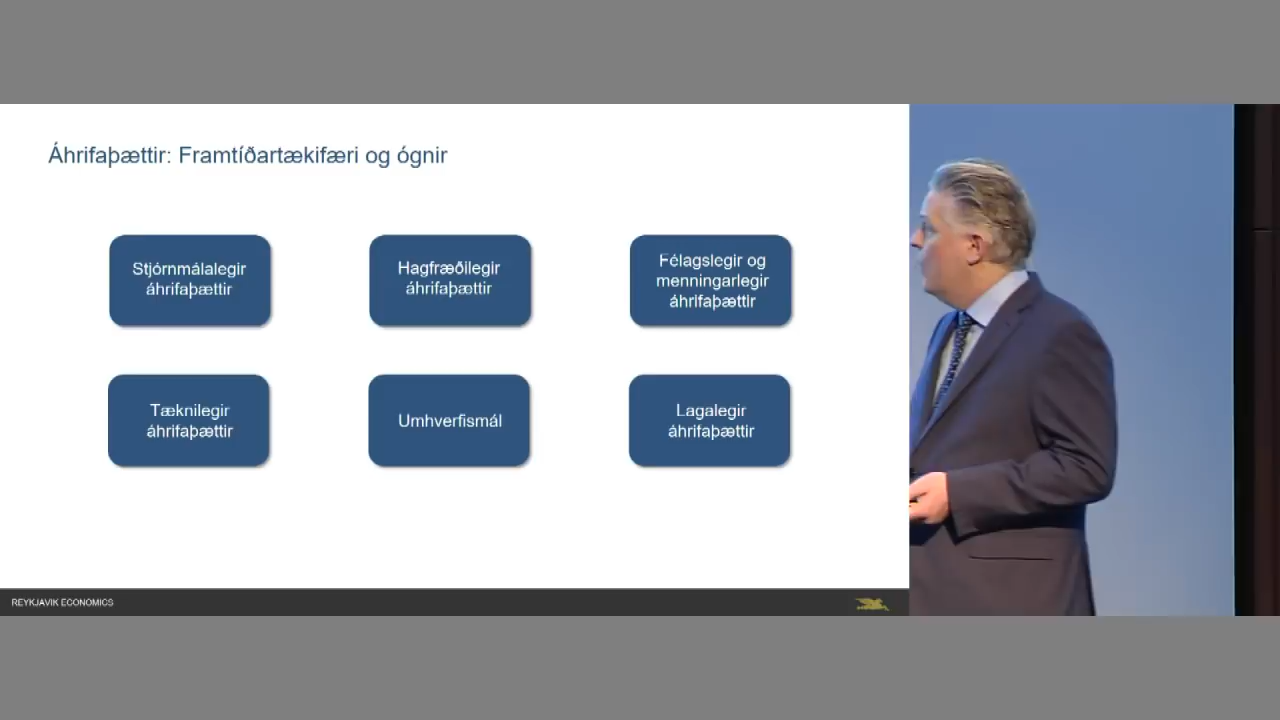 Áhrifaþættir: Framtíðartækifæri og ógnir
Stjórnmálalegir
áhrifaþættir
Hagfræðilegir
áhrifaþættir
Félagslegir og
menningarlegir
áhrifaþættir
Tæknilegir
áhrifaþættir
Umhverfismál
Lagalegir
áhrifaþættir
REYKJAVIK ECONOMICS